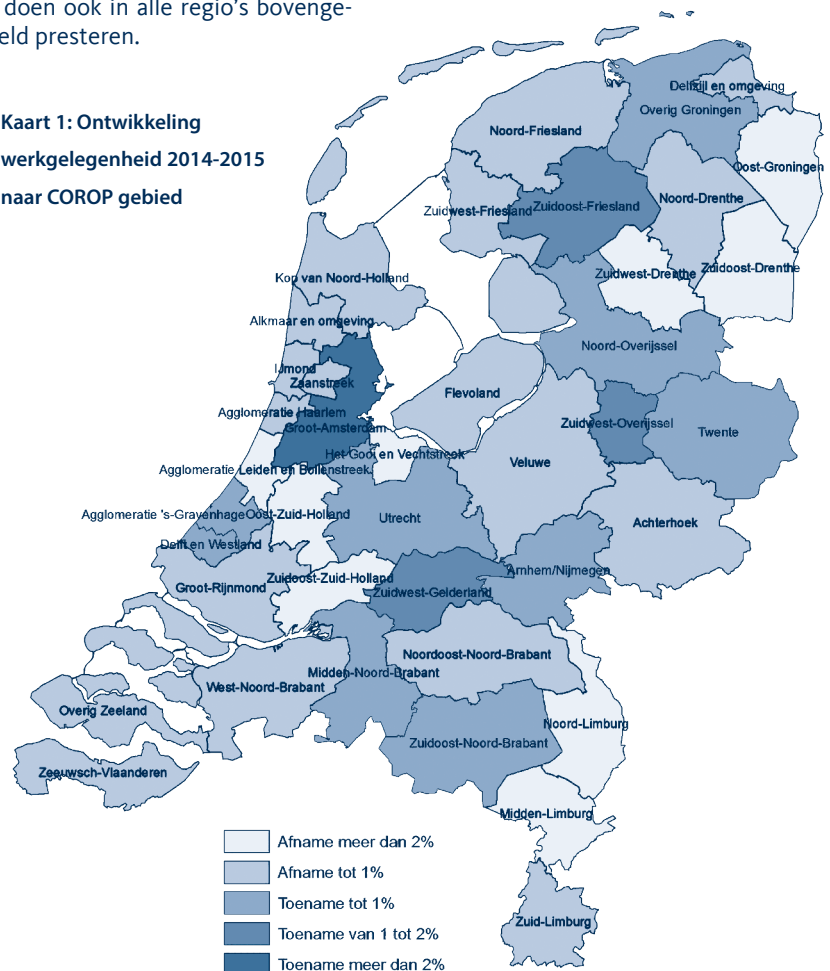 doen ook in alle regio's bovenge-
eld presteren.
Kaart 1: Ontwikkeling
werkgelegenheid 2014-2015
naar COROP gebied
Delfzijl en omgeving
Overig Groningen
Noord-Friesland
Oost-Groningen
Noord-Drenthe
Zuidwest-Friesland
Zuidoost-Friesland
Zuidwest-Drenthe
Zuidoost-Drenthe
Kop van Noord-Holland
Alkmaar en omgeving
Noord-Overijssel
IJmond
Zaanstreek
Flevoland
Agglomeratie Haarlem
Groot-Amsterdam
Zuidwest-Overijssel
Twente
Het Gooi en Vechtstreek
Veluwe
Agglomeratie Leiden en Bollenstreek
Agglomeratie 's-Gravenhage
Oost-Zuid-Holland
Utrecht
Achterhoek
Delft en Westland
Arnhem/Nijmegen
Zuidoost-Zuid-Holland
Groot-Rijnmond
Zuidwest-Gelderland
Noordoost-Noord-Brabant
Midden-Noord-Brabant
West-Noord-Brabant
Overig Zeeland
Noord-Limburg
Zuidoost-Noord-Brabant
Zeeuwsch-Vlaanderen
Midden-Limburg
Zuid-Limburg
Afname meer dan 2%
Afname tot 1%
Toename tot 1%
Toename van 1 tot 2%
Toename meer dan 2%